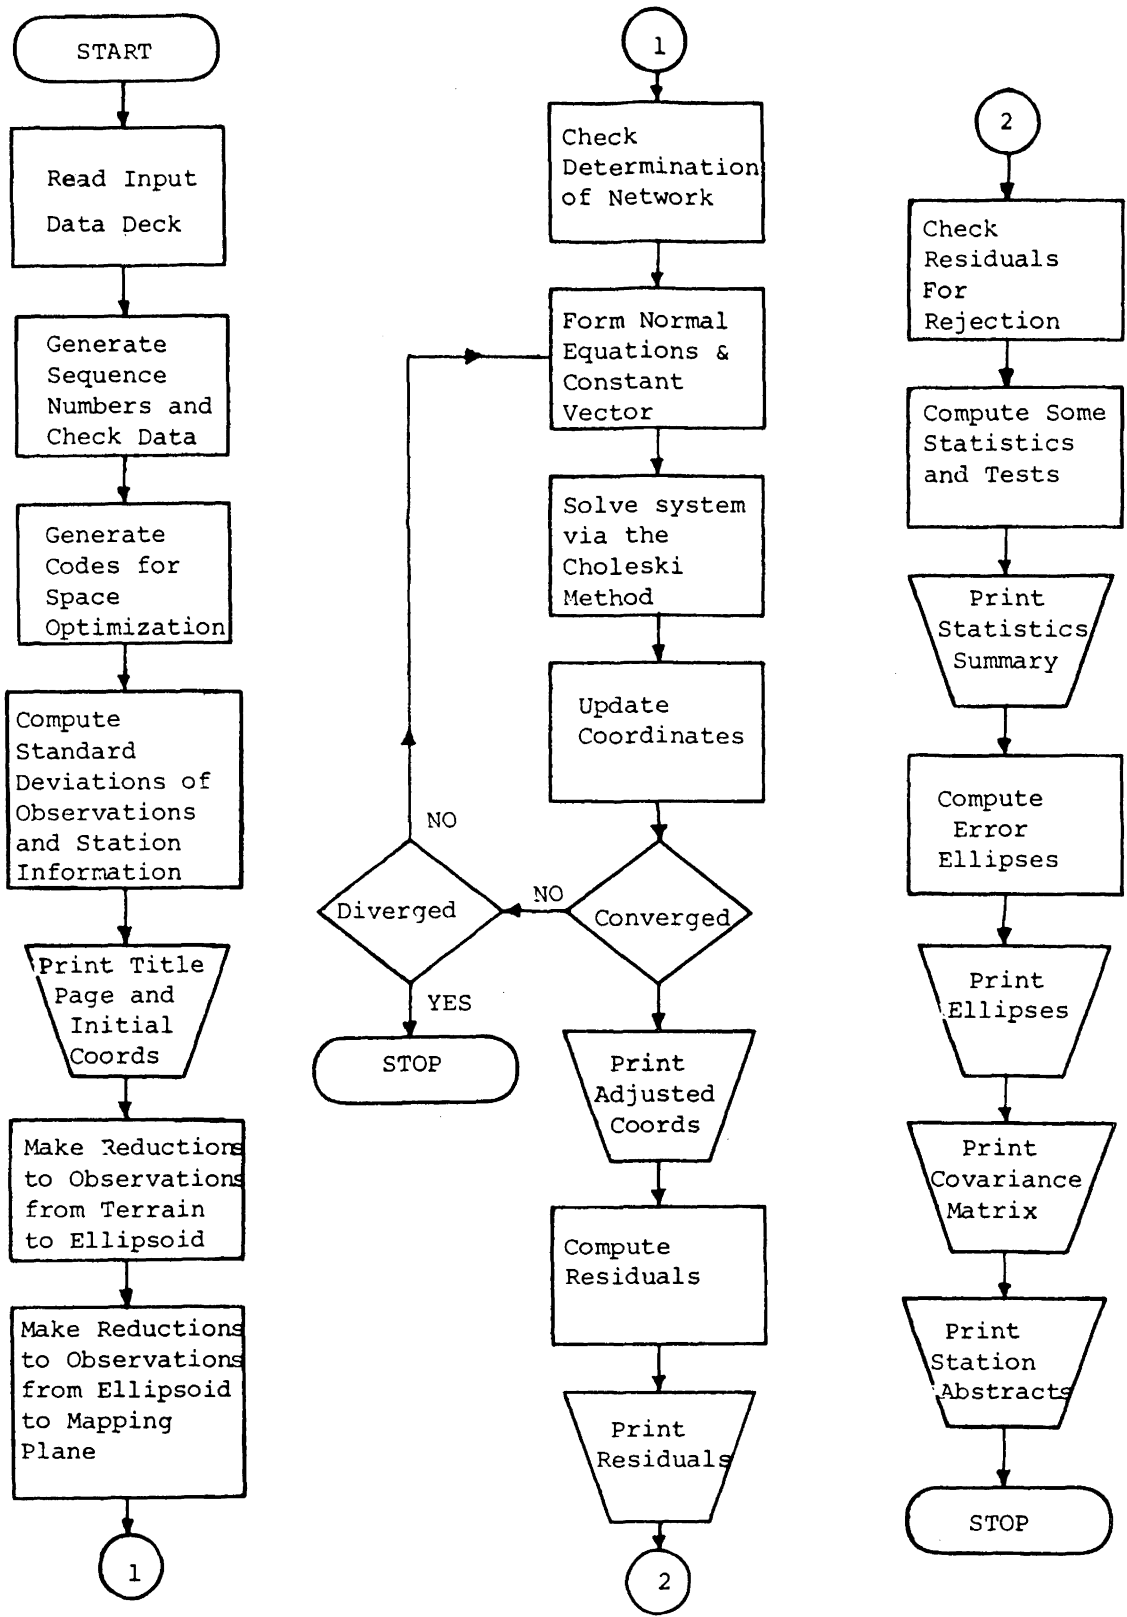 START
Read Input
Data Deck
Generate
Sequence
Numbers and
Check Data
Generate
Codes for
Space
Optimization
Compute
Standard
Deviations of
Observations
and Station
Information
Print Title
Page and
Initial
Coords
Make Reductions
to Observations
from Terrain
to Ellipsoid
Make Reductions
to Observations
from Ellipsoid
to Mapping
Plane
1
1
Check
Determination
of Network
Form Normal
Equations &
Constant
Vector
Solve system
via the
Choleski
Method
Update
Coordinates
Converged
NO
Diverged
NO
YES
STOP
Print
Adjusted
Coords
Compute
Residuals
Print
Residuals
2
2
Check
Residuals
For
Rejection
Compute Some
Statistics
and Tests
Print
Statistics
Summary
Compute
Error
Ellipses
Print
Ellipses
Print
Covariance
Matrix
Print
Station
Abstracts
STOP